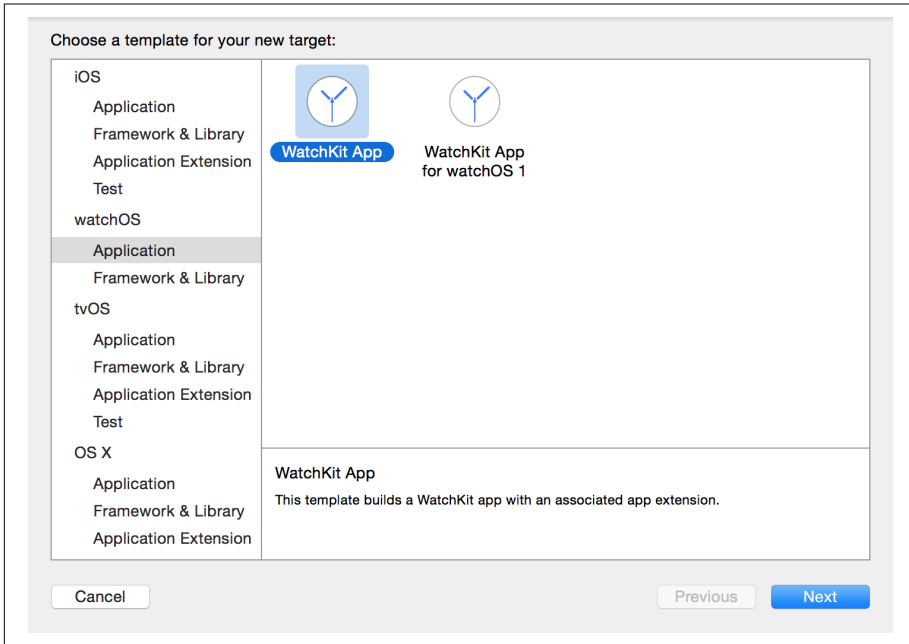 Choose a template for your new target:
iOS
Application
Framework & Library
Application Extension
Test
watchOS
Application
Framework & Library
tvOS
Application
Framework & Library
Application Extension
Test
OS X
Application
Framework & Library
Application Extension
WatchKit App
WatchKit App
for watchOS 1
WatchKit App
This template builds a WatchKit app with an associated app extension.
Cancel
Previous
Next